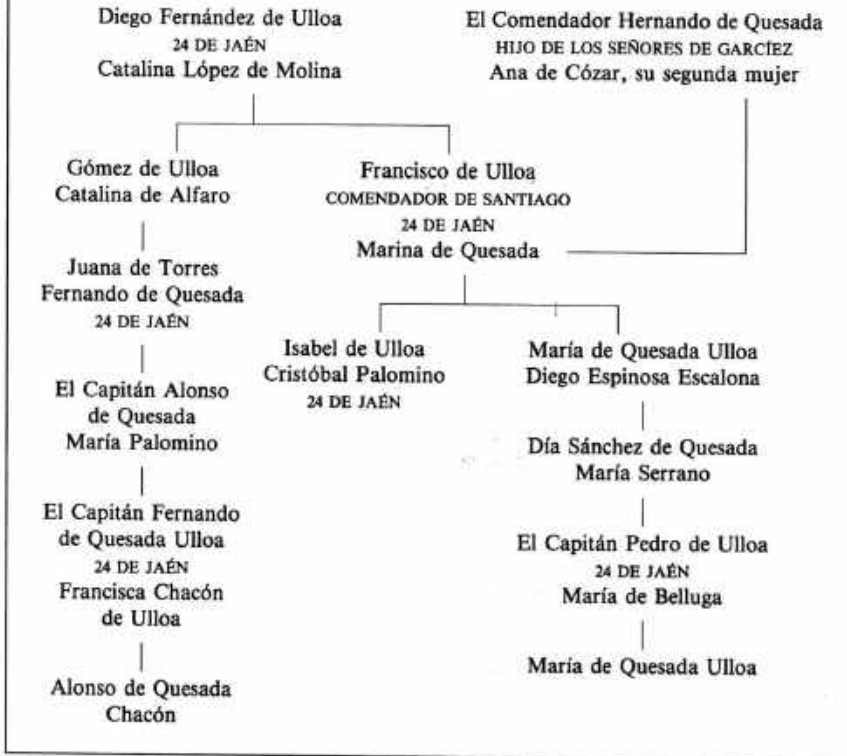 Diego Fernández de Ulloa
24 DE JAÉN
Catalina López de Molina
El Comendador Hernando de Quesada
HIJO DE LOS SEÑORES DE GARCÍEZ
Ana de Cózar, su segunda mujer
Gómez de Ulloa
Catalina de Alfaro
Francisco de Ulloa
COMENDADOR DE SANTIAGO
24 DE JAÉN
Marina de Quesada
Juana de Torres
Fernando de Quesada
24 DE JAÉN
Isabel de Ulloa
Cristóbal Palomino
24 DE JAÉN
María de Quesada Ulloa
Diego Espinosa Escalona
El Capitán Alonso
de Quesada
María Palomino
Día Sánchez de Quesada
María Serrano
El Capitán Fernando
de Quesada Ulloa
24 DE JAÉN
Francisca Chacón
de Ulloa
El Capitán Pedro de Ulloa
24 DE JAÉN
María de Belluga
Alonso de Quesada
Chacón
María de Quesada Ulloa